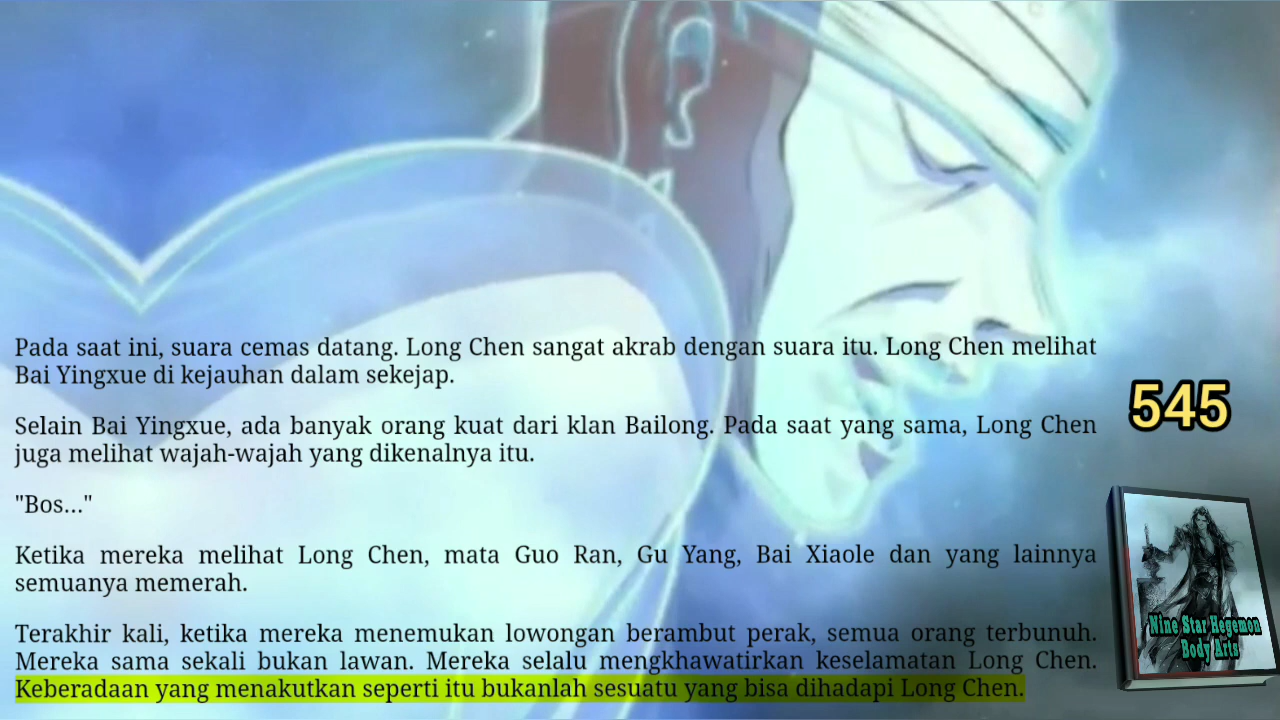 Pada saat ini, suara cemas datang. Long Chen sangat akrab dengan suara itu. Long Chen melihat
Bai Yingxue di kejauhan dalam sekejap.
Selain Bai Yingxue, ada banyak orang kuat dari klan Bailong. Pada saat yang sama, Long Chen
juga melihat wajah-wajah yang dikenalnya itu.
"Bos..."
Ketika mereka melihat Long Chen, mata Guo Ran, Gu Yang, Bai Xiaole dan yang lainnya
semuanya memerah.
Terakhir kali, ketika mereka menemukan lowongan berambut perak, semua orang terbunuh.
Mereka sama sekali bukan lawan. Mereka selalu mengkhawatirkan keselamatan Long Chen.
Keberadaan yang menakutkan seperti itu bukanlah sesuatu yang bisa dihadapi Long Chen.
545
Nine Star Hegemon
Body Arts